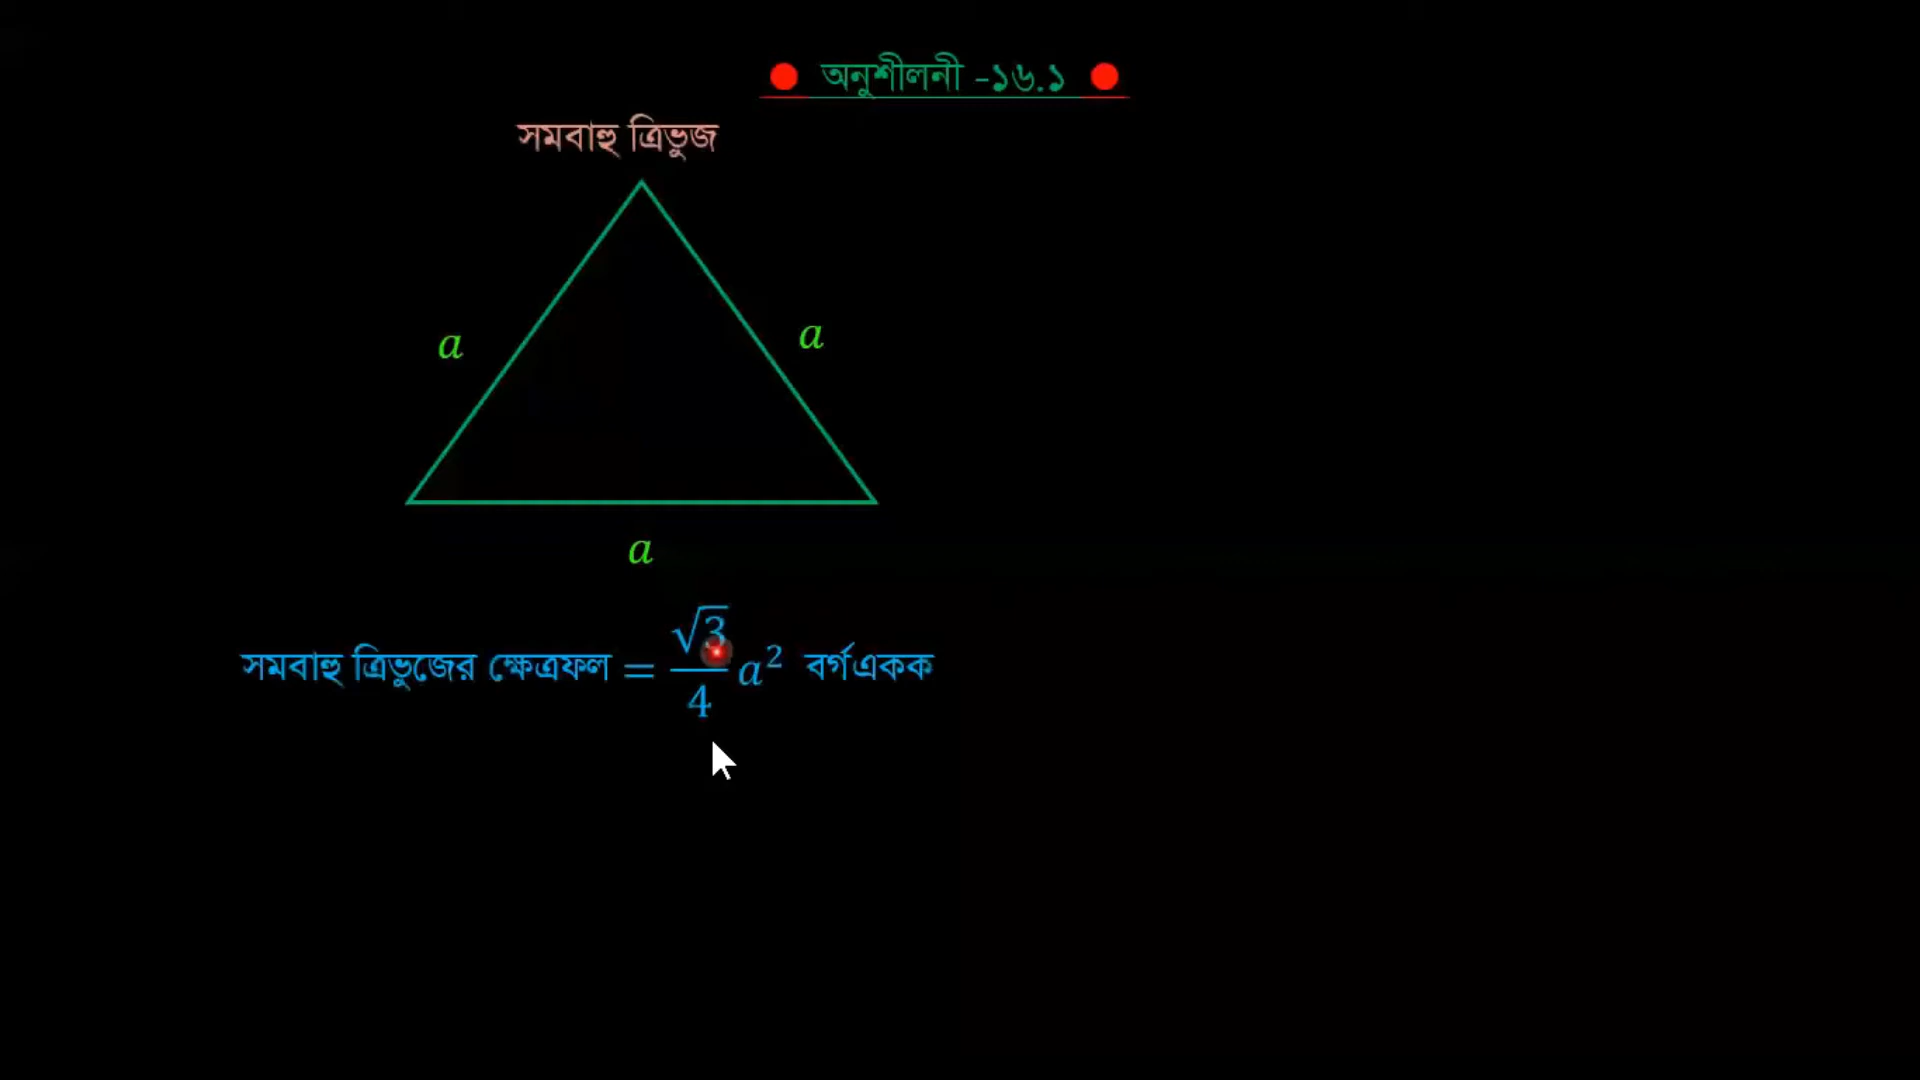 অনুশীলনী -১৬.১
সমবাহু ত্রিভুজ
a
a
a
সমবাহু ত্রিভুজের ক্ষেত্রফল = √3/4 a² বর্গএকক